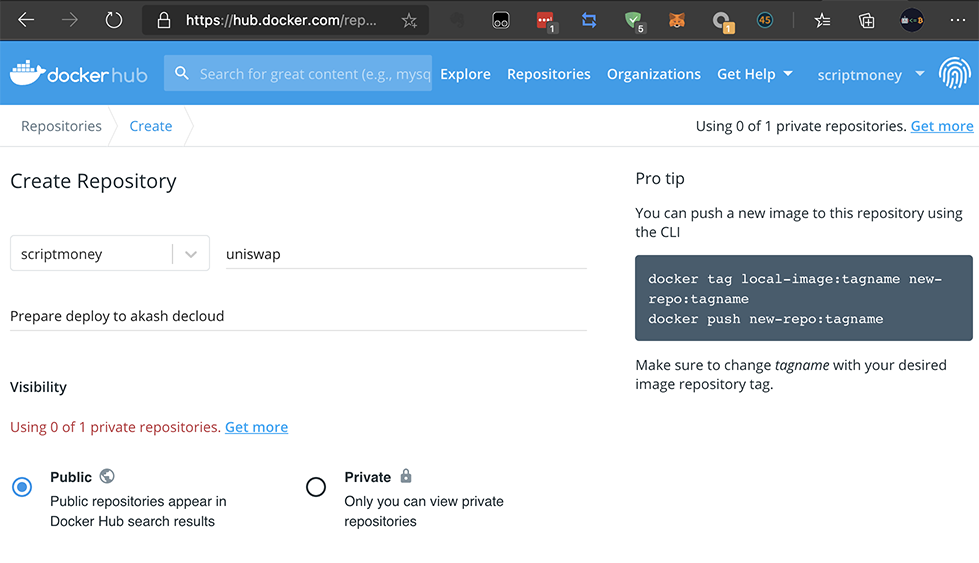 https://hub.docker.com/rep...
1
5
1
45
dockerhub
Search for great content (e.g., mysq
Explore
Repositories
Organizations
Get Help
scriptmoney
Repositories
Create
Using 0 of 1 private repositories. Get more
Create Repository
scriptmoney
uniswap
Prepare deploy to akash decloud
Visibility
Using 0 of 1 private repositories. Get more
Public
Public repositories appear in
Docker Hub search results
Private
Only you can view private
repositories
Pro tip
You can push a new image to this repository using
the CLI
docker tag local-image:tagname new-
repo:tagname
docker push new-repo:tagname
Make sure to change tagname with your desired
image repository tag.